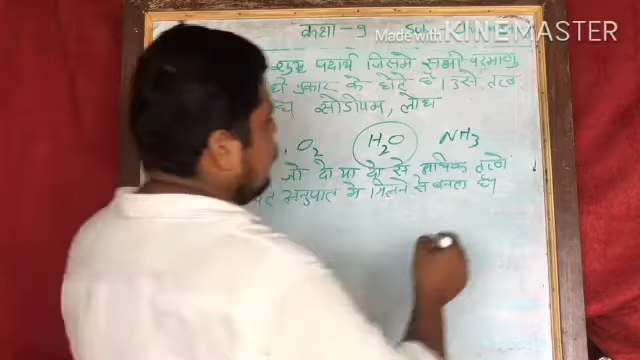 कक्षा - 9 Sub
Made with KINEMASTER
शुद्ध पदार्थ जिसमे सभी परमाणु
प्रकार के होते है। उसे तत्व
सोडीयम, लोहा
O2 H2O NH3
जो दो या दो से अधिक तत्वो
अनुपात मे मिलने से बनता है।